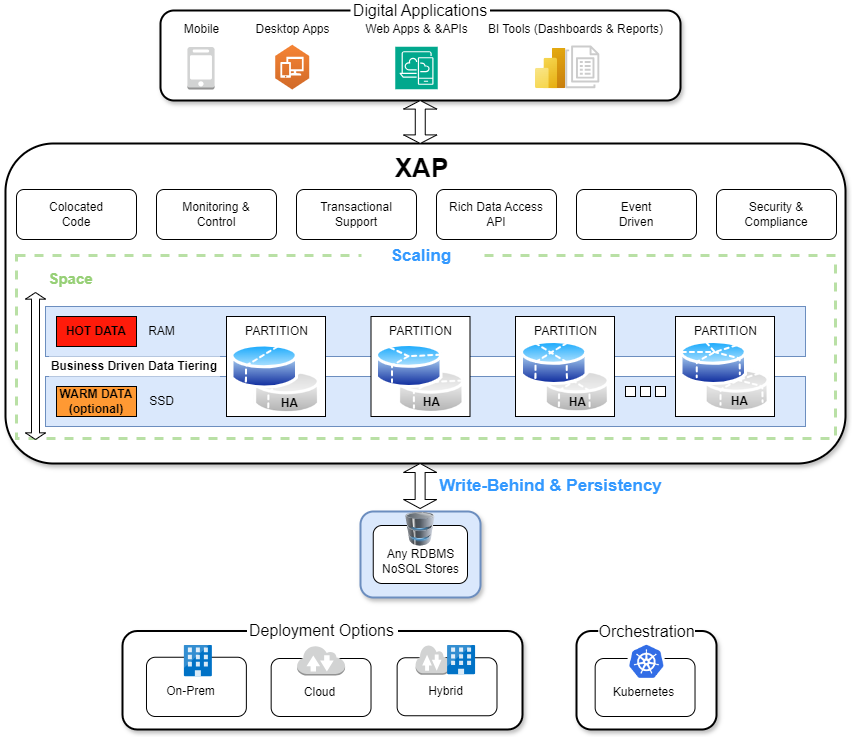 Digital Applications
Mobile
Desktop Apps
Web Apps & &APIs
BI Tools (Dashboards & Reports)
XAP
Colocated
Code
Monitoring &
Control
Transactional
Support
Rich Data Access
API
Event
Driven
Security &
Compliance
Scaling
Space
HOT DATA
RAM
PARTITION
PARTITION
PARTITION
PARTITION
Business Driven Data Tiering
WARM DATA
(optional)
SSD
HA
HA
HA
HA
Write-Behind & Persistency
Any RDBMS
NoSQL Stores
Deployment Options
On-Prem
Cloud
Hybrid
Orchestration
Kubernetes